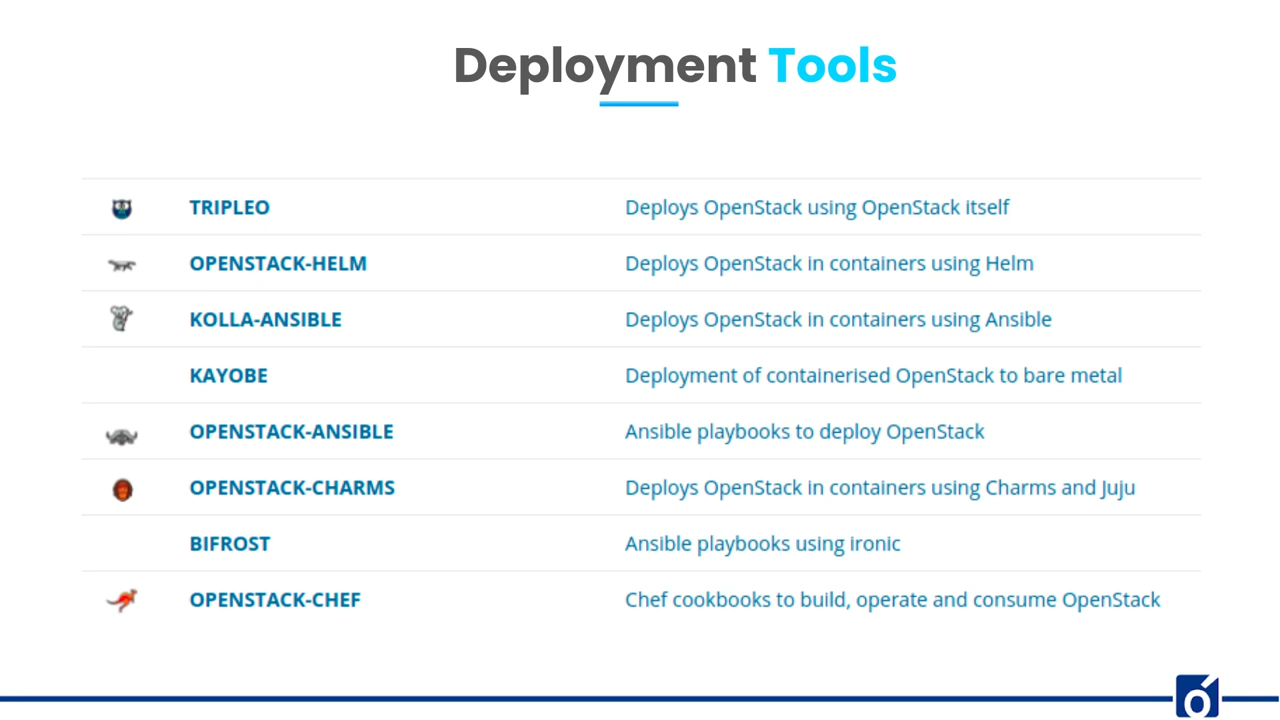 Deployment Tools
TRIPLEO Deploys OpenStack using OpenStack itself
OPENSTACK-HELM Deploys OpenStack in containers using Helm
KOLLA-ANSIBLE Deploys OpenStack in containers using Ansible
KAYOBE Deployment of containerised OpenStack to bare metal
OPENSTACK-ANSIBLE Ansible playbooks to deploy OpenStack
OPENSTACK-CHARMS Deploys OpenStack in containers using Charms and Juju
BIFROST Ansible playbooks using ironic
OPENSTACK-CHEF Chef cookbooks to build, operate and consume OpenStack